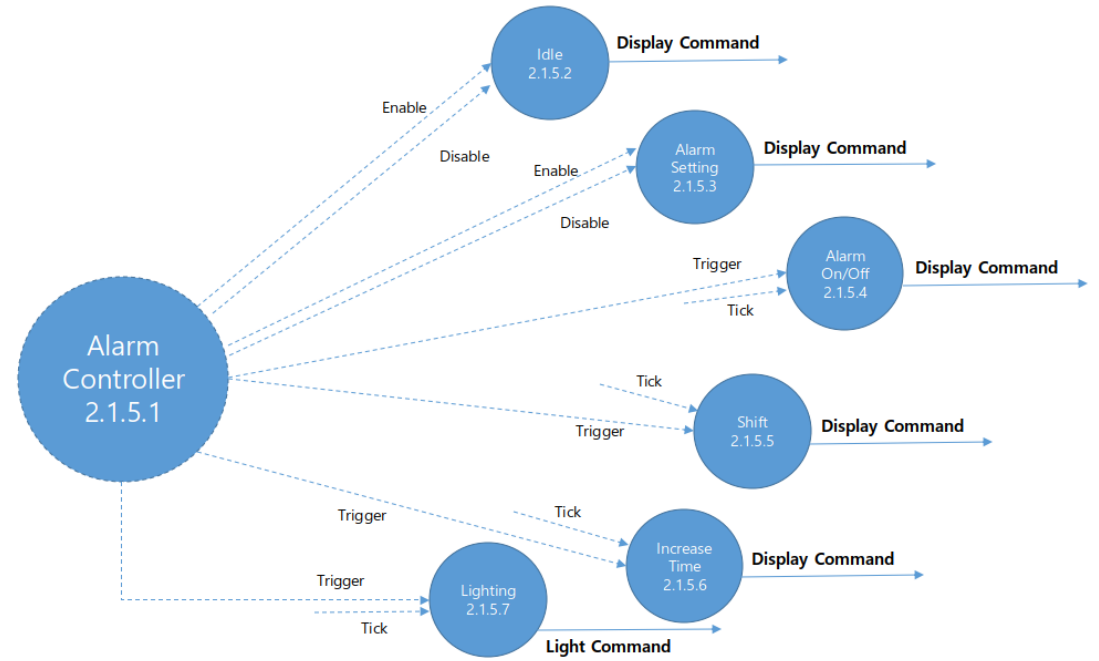 Idle
2.1.5.2
Display Command
Enable
Disable
Alarm
Setting
2.1.5.3
Display Command
Enable
Disable
Alarm
On/Off
2.1.5.4
Display Command
Trigger
Tick
Alarm
Controller
2.1.5.1
Tick
Shift
2.1.5.5
Display Command
Trigger
Tick
Trigger
Increase
Time
2.1.5.6
Display Command
Trigger
Lighting
2.1.5.7
Tick
Light Command